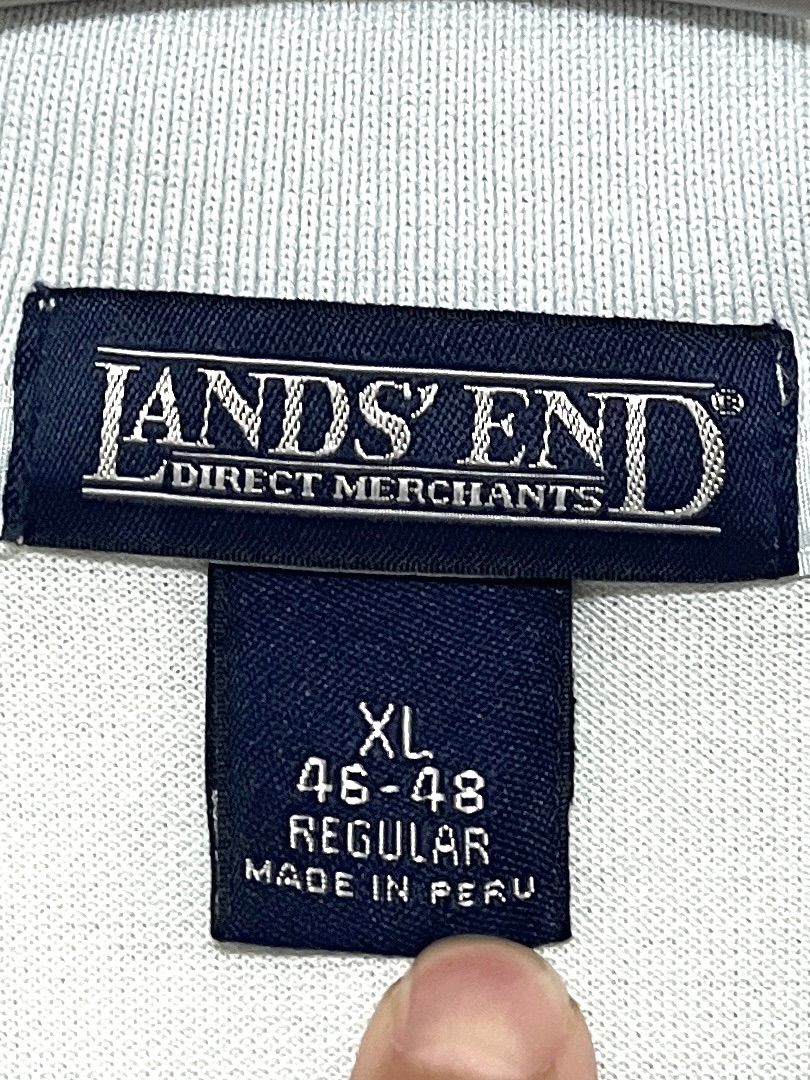 LANDS' END®
DIRECT MERCHANTS
XL
46-48
REGULAR
MADE IN PERU